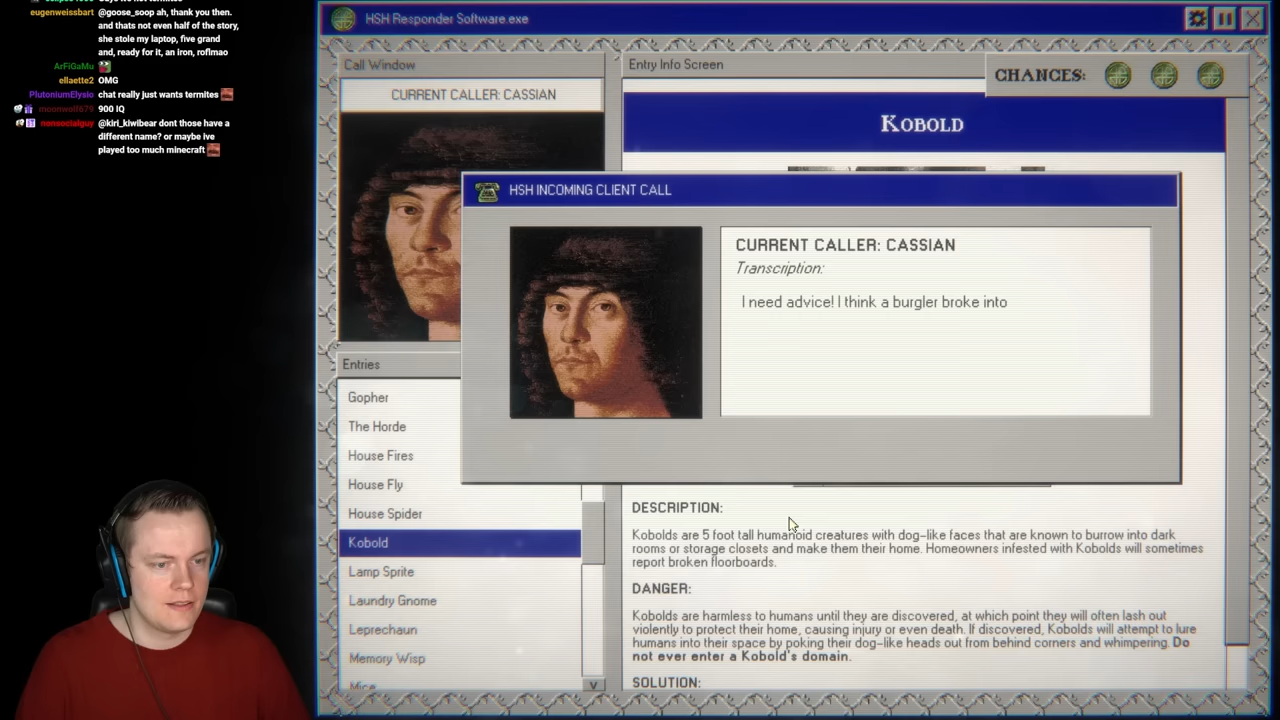 eugenweissbart @goose_soop ah, thank you then.
and thats not even half of the story,
she stole my laptop, five grand
and, ready for it, an iron, roflmao
ArFiGaMu
ellaette2 OMG
PlutoniumElysio chat really just wants termites
moonwolf679 900 IQ
nonsocialguy @kiri_kiwibear dont those have
a different name? or maybe ive
played too much minecraft
HSH Responder Software.exe
Call Window
CURRENT CALLER: CASSIAN
Entry Info Screen
CHANCES:
KOBOLD
HSH INCOMING CLIENT CALL
CURRENT CALLER: CASSIAN
Transcription:
I need advice! I think a burgler broke into
Entries
Gopher
The Horde
House Fires
House Fly
House Spider
Kobold
Lamp Sprite
Laundry Gnome
Leprechaun
Memory Wisp
Mice
V
DESCRIPTION:
Kobolds are 5 foot tall humanoid creatures with dog-like faces that are known to burrow into dark
rooms or storage closets and make them their home. Homeowners infested with Kobolds will sometimes
report broken floorboards.
DANGER:
Kobolds are harmless to humans until they are discovered, at which point they will often lash out
violently to protect their home, causing injury or even death. If discovered, Kobolds will attempt to lure
humans into their space by poking their dog-like heads out from behind corners and whimpering. Do
not ever enter a Kobold's domain.
SOLUTION: